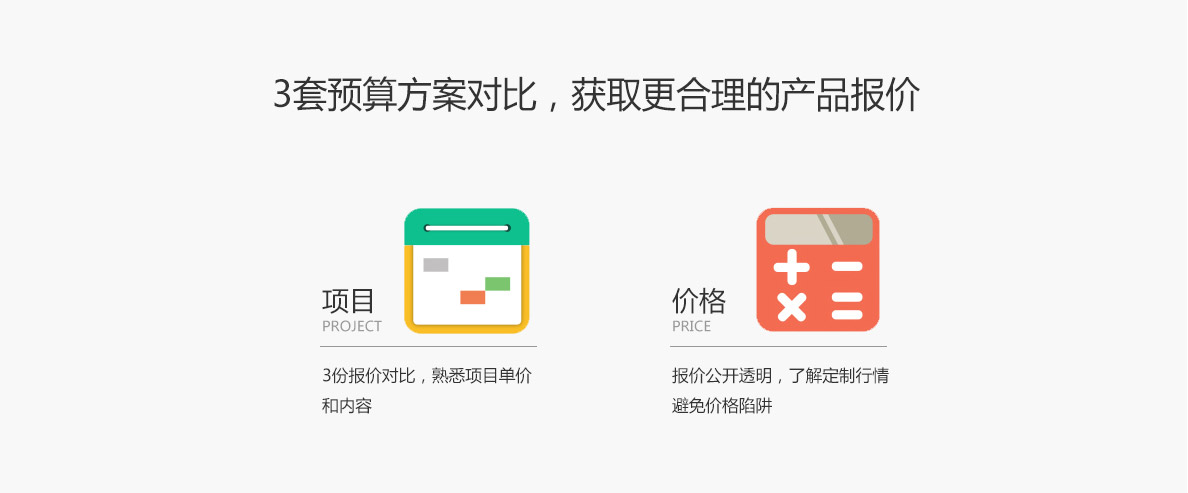 3套预算方案对比，获取更合理的产品报价
项目
PROJECT
3份报价对比，熟悉项目单价
和内容
价格
PRICE
报价公开透明，了解定制行情
避免价格陷阱